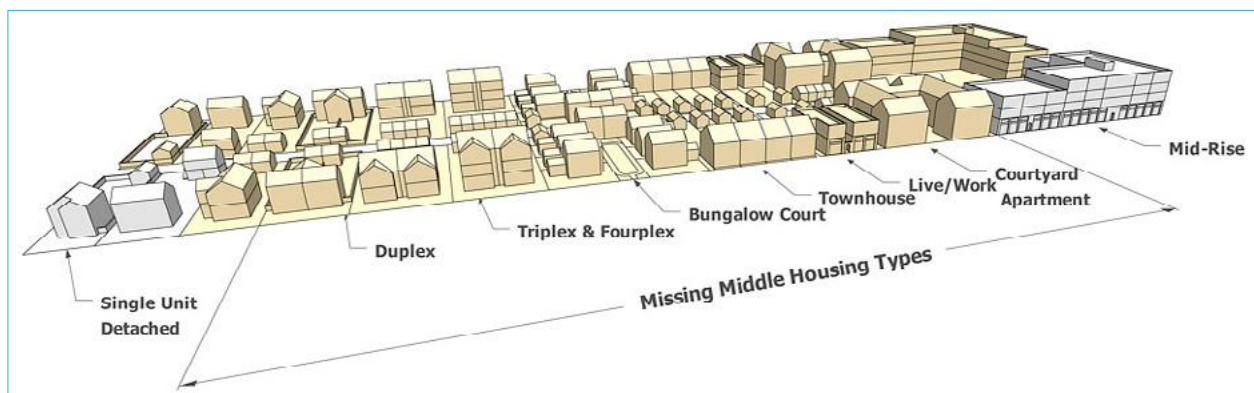 Single Unit
Detached
Duplex
Triplex & Fourplex
Bungalow Court
Townhouse
Live/Work
Courtyard
Apartment
Mid-Rise
Missing Middle Housing Types